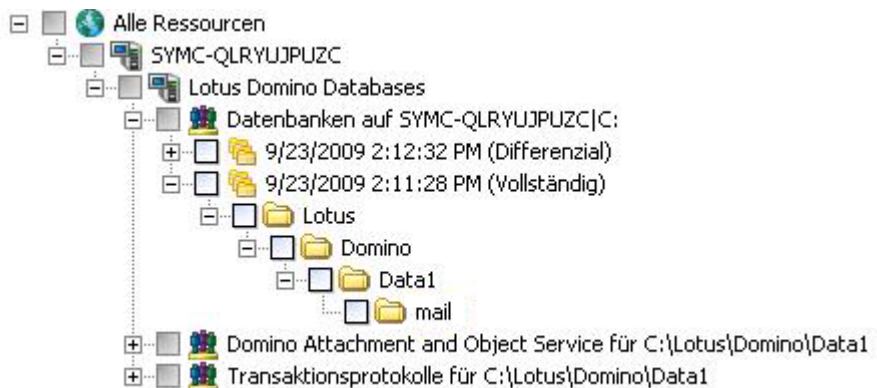 Alle Ressourcen
SYMC-QLRYUJPUZC
Lotus Domino Databases
Datenbanken auf SYMC-QLRYUJPUZC|C:
9/23/2009 2:12:32 PM (Differenzial)
9/23/2009 2:11:28 PM (Vollständig)
Lotus
Domino
Data1
mail
Domino Attachment and Object Service für C:\Lotus\Domino\Data1
Transaktionsprotokolle für C:\Lotus\Domino\Data1